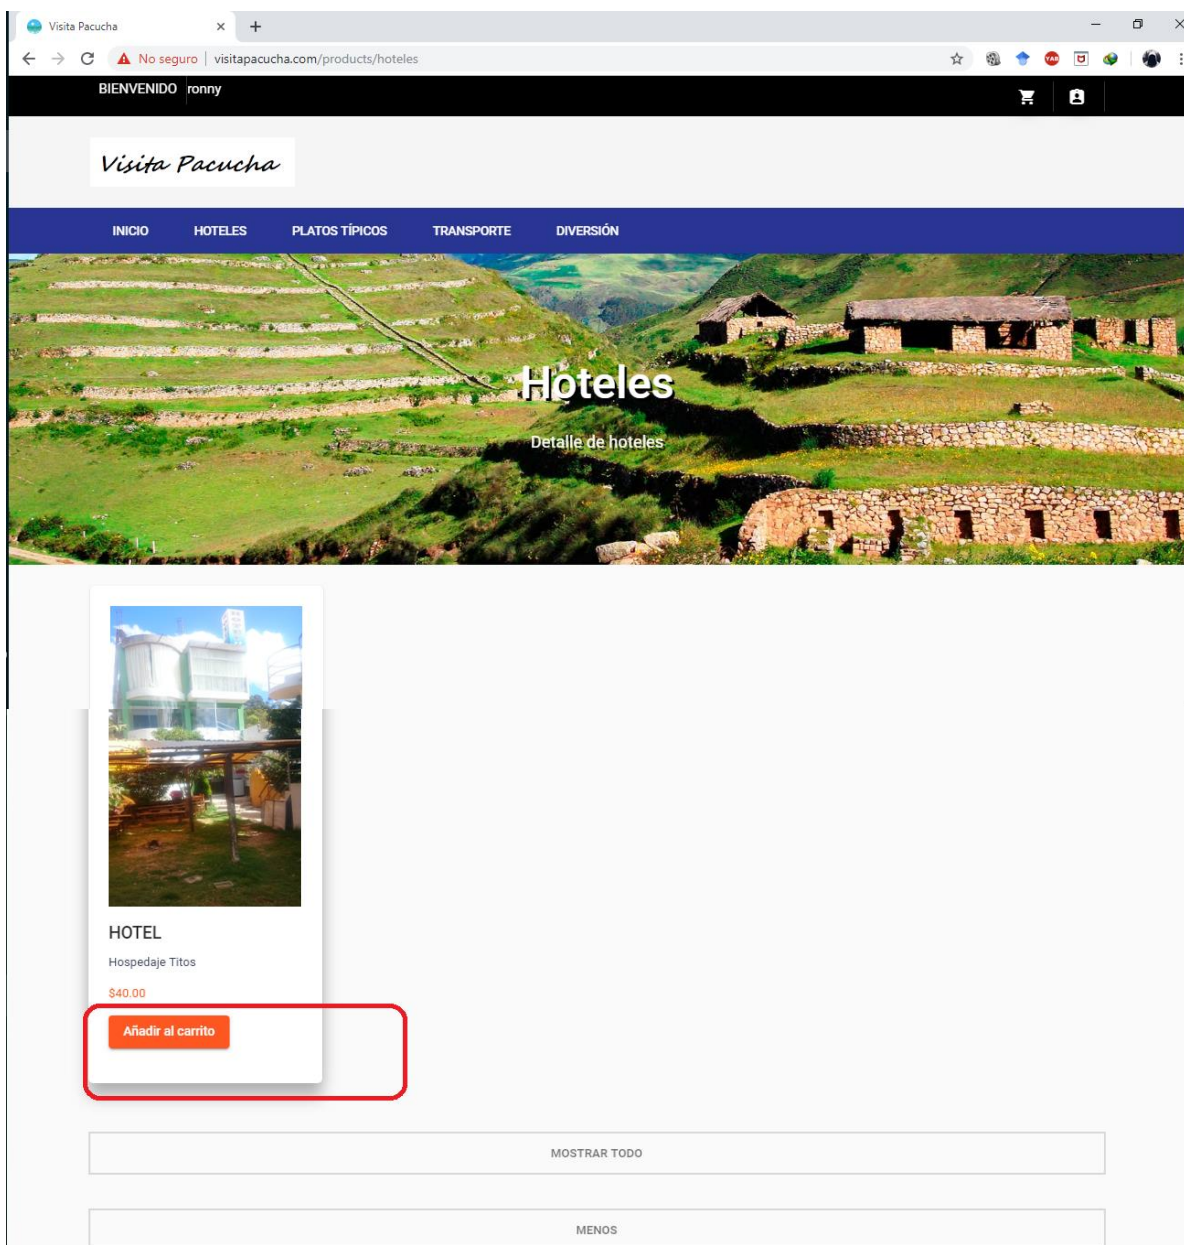 Visita Pacucha
No seguro | visitapacucha.com/products/hoteles
BIENVENIDO ronny
Visita Pacucha
INICIO HOTELES PLATOS TÍPICOS TRANSPORTE DIVERSIÓN
Hoteles
Detalle de hoteles
HOTEL
Hospedaje Titos
$40.00
Añadir al carrito
MOSTRAR TODO
MENOS